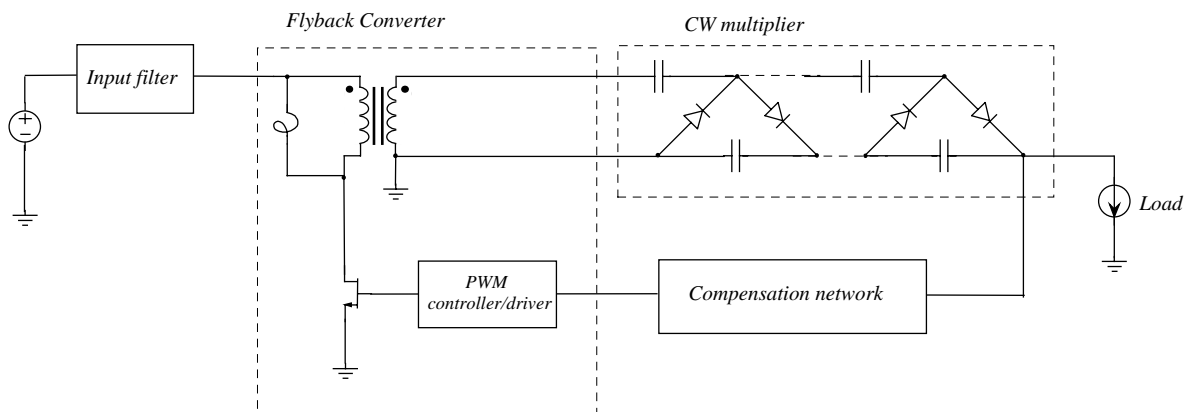 Flyback Converter
CW multiplier
Input filter
+
−
Load
PWM
controller/driver
Compensation network